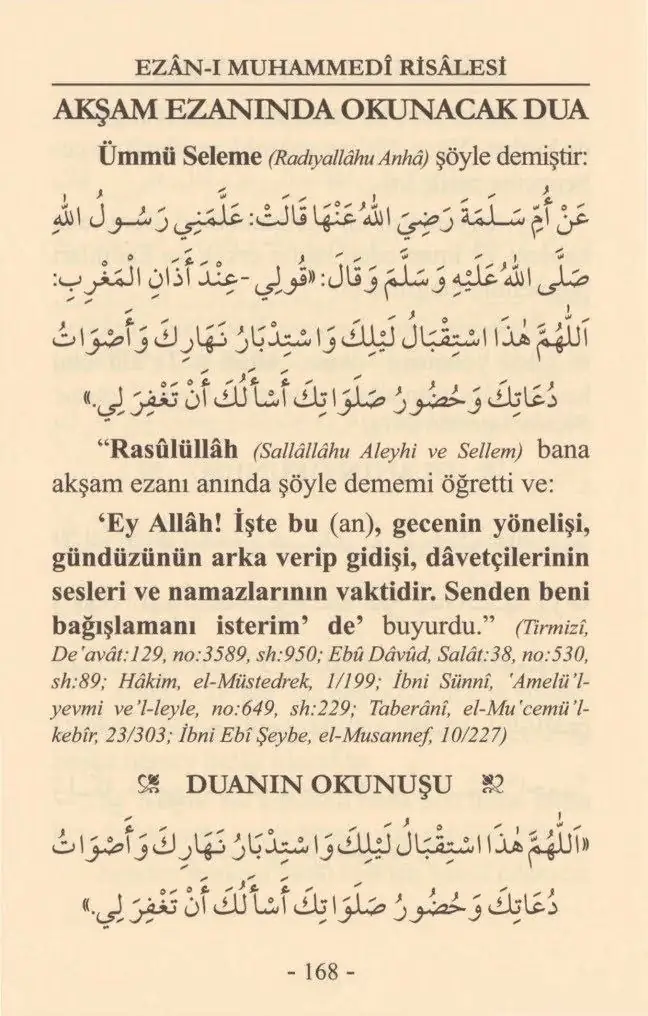 EZÂN-I MUHAMMEDÎ RİSÂLESİ
AKŞAM EZANINDA OKUNACAK DUA
Ümmü Seleme (Radıyallâhu Anhâ) şöyle demiştir:
عَنْ أُمِّ سَلَمَةَ رَضِيَ اللّٰهُ عَنْهَا قَالَتْ: عَلَّمَنِي رَسُولُ اللّٰهِ
صَلَّى اللّٰهُ عَلَيْهِ وَسَلَّمَ وَقَالَ: «قُولِي -عِنْدَ أَذَانِ الْمَغْرِبِ:
اَللّٰهُمَّ هٰذَا اسْتِقْبَالُ لَيْلِكَ وَاسْتِدْبَارُ نَهَارِكَ وَأَصْوَاتُ
دُعَاتِكَ وَحُضُورُ صَلَوَاتِكَ أَسْأَلُكَ أَنْ تَغْفِرَ لِي.»
“Rasûlüllâh (Sallâllâhu Aleyhi ve Sellem) bana
akşam ezanı anında şöyle dememi öğretti ve:
‘Ey Allâh! İşte bu (an), gecenin yönelişi,
gündüzünün arka verip gidişi, dâvetçilerinin
sesleri ve namazlarının vaktidir. Senden beni
bağışlamanı isterim’ de’ buyurdu.” (Tirmizî,
De'avât:129, no:3589, sh:950; Ebû Dâvûd, Salât:38, no:530,
sh:89; Hâkim, el-Müstedrek, 1/199; İbni Sünnî, 'Amelü'l-
yevmi ve'l-leyle, no:649, sh:229; Taberânî, el-Mu'cemü'l-
kebîr, 23/303; İbni Ebî Şeybe, el-Musannef, 10/227)
DUANIN OKUNUŞU
«اَللّٰهُمَّ هٰذَا اسْتِقْبَالُ لَيْلِكَ وَاسْتِدْبَارُ نَهَارِكَ وَأَصْوَاتُ
دُعَاتِكَ وَحُضُورُ صَلَوَاتِكَ أَسْأَلُكَ أَنْ تَغْفِرَ لِي.»
- 168 -